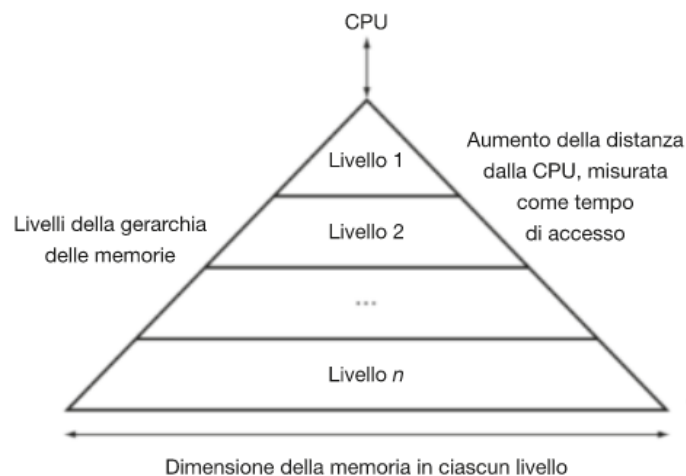 CPU
Livello 1
Aumento della distanza
dalla CPU, misurata
come tempo
di accesso
Livelli della gerarchia
delle memorie
Livello 2
...
Livello n
Dimensione della memoria in ciascun livello